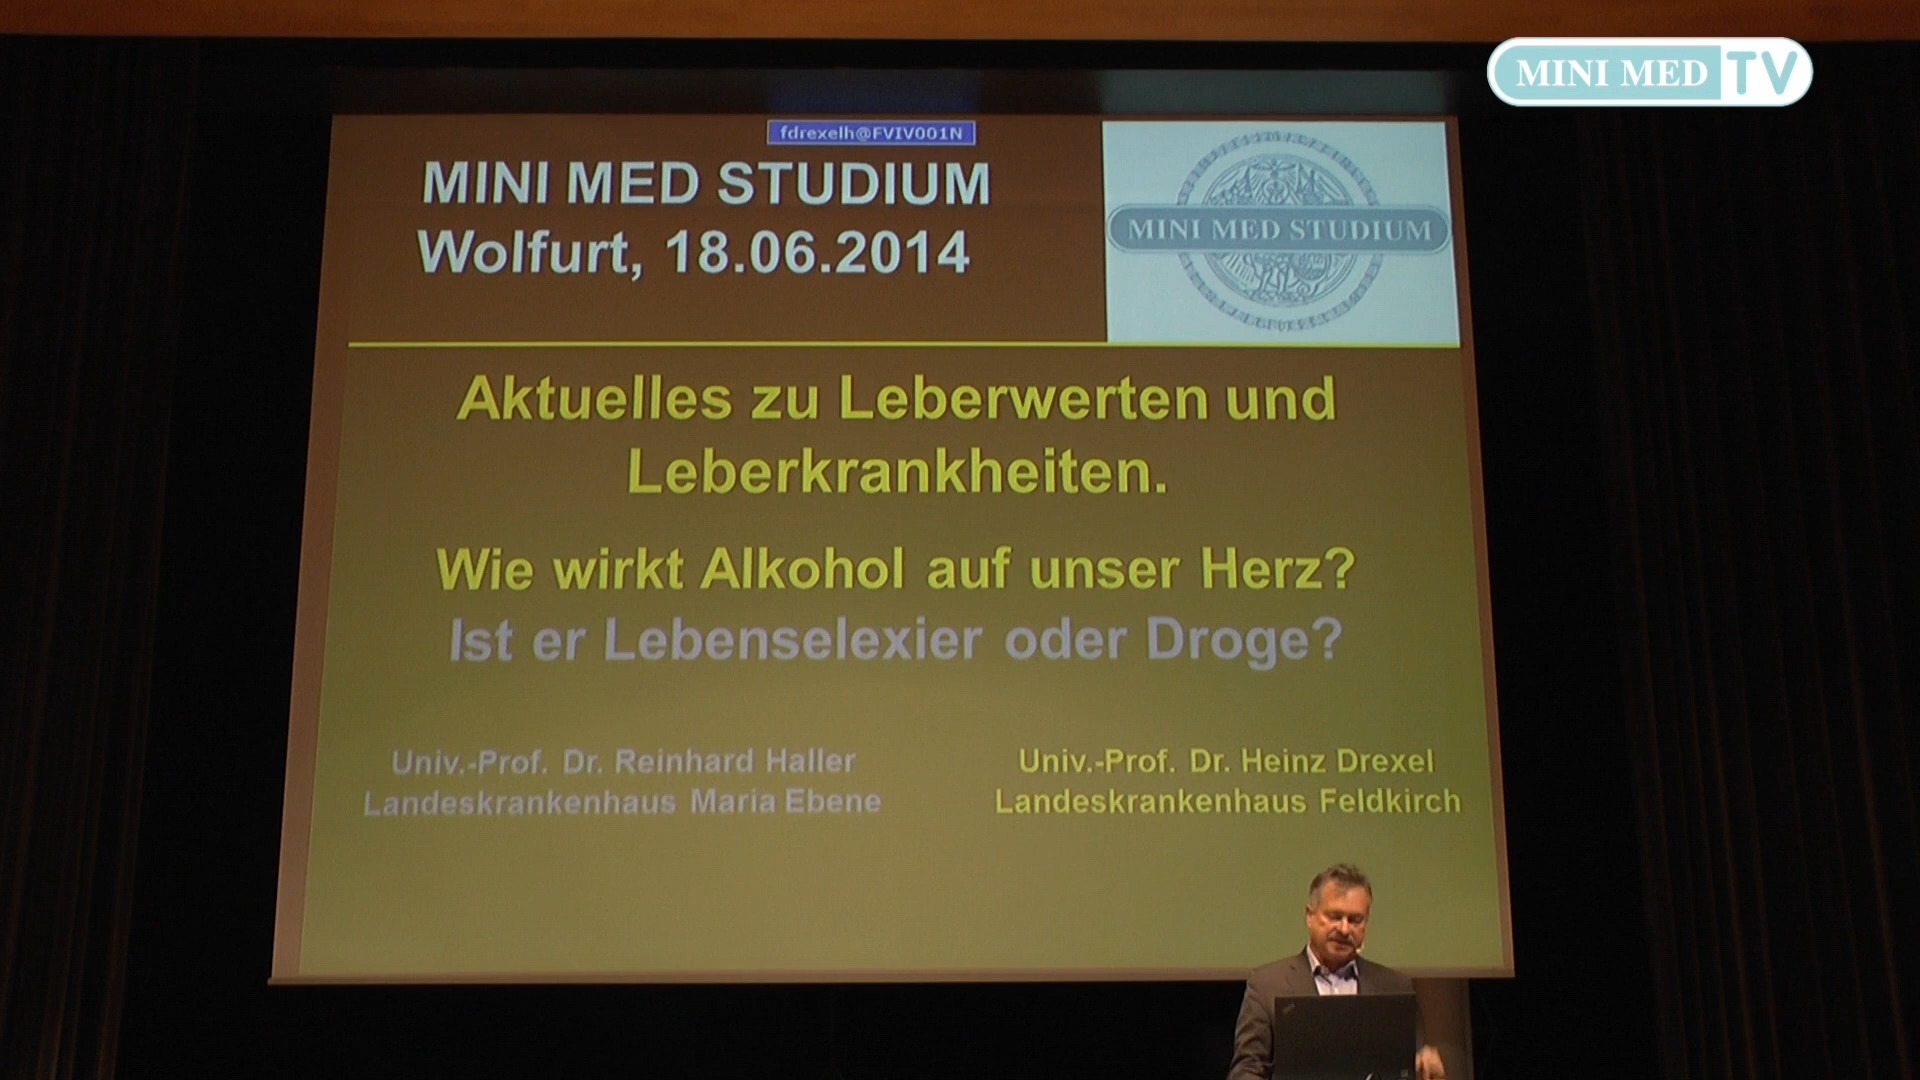 MINI MED TV
fdrexelh@FVIV001N
MINI MED STUDIUM
Wolfurt, 18.06.2014
MINI MED STUDIUM
Aktuelles zu Leberwerten und
Leberkrankheiten.
Wie wirkt Alkohol auf unser Herz?
Ist er Lebenselexier oder Droge?
Univ.-Prof. Dr. Reinhard Haller
Landeskrankenhaus Maria Ebene
Univ.-Prof. Dr. Heinz Drexel
Landeskrankenhaus Feldkirch